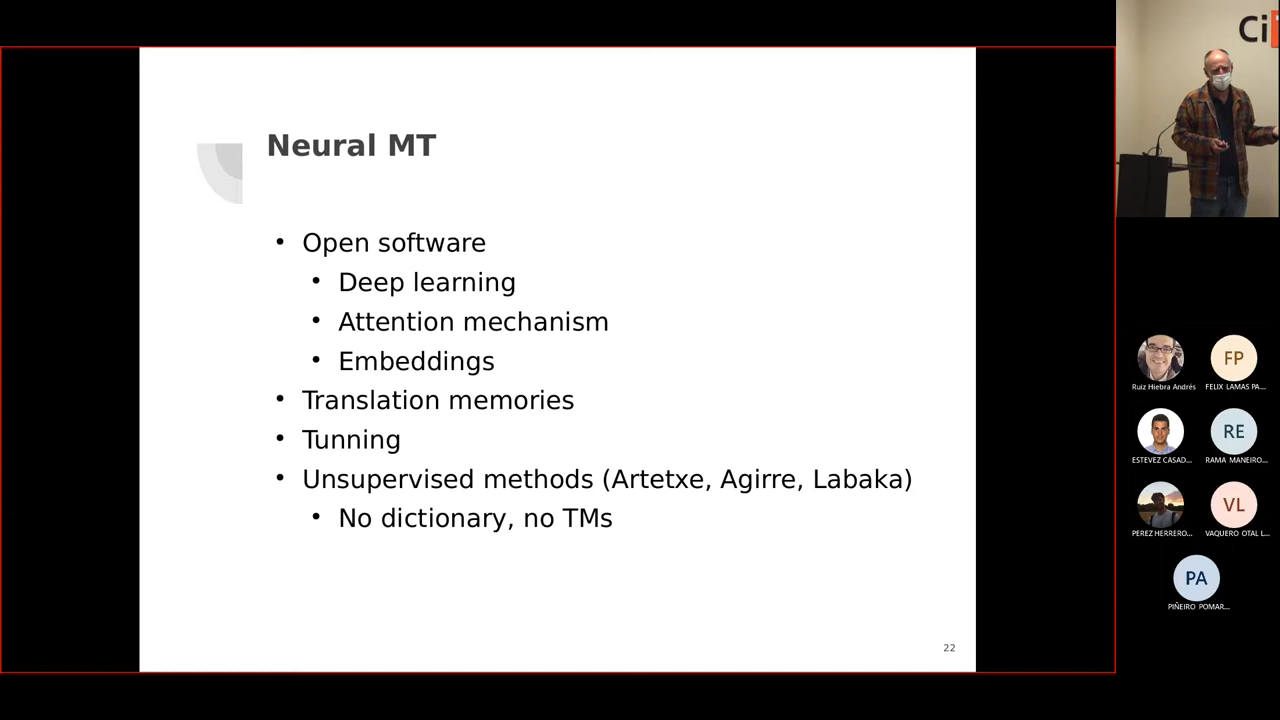 Neural MT
• Open software
• Deep learning
• Attention mechanism
• Embeddings
• Translation memories
• Tunning
• Unsupervised methods (Artetxe, Agirre, Labaka)
• No dictionary, no TMs
22
Ci
Ruiz Hiebra Andrés
FP
FELIX LAMAS PA...
ESTEVEZ CASAD...
RE
RAMA MANEIRO...
PEREZ HERRERO...
VL
VAQUERO OTAL L...
PA
PIÑEIRO POMAR...